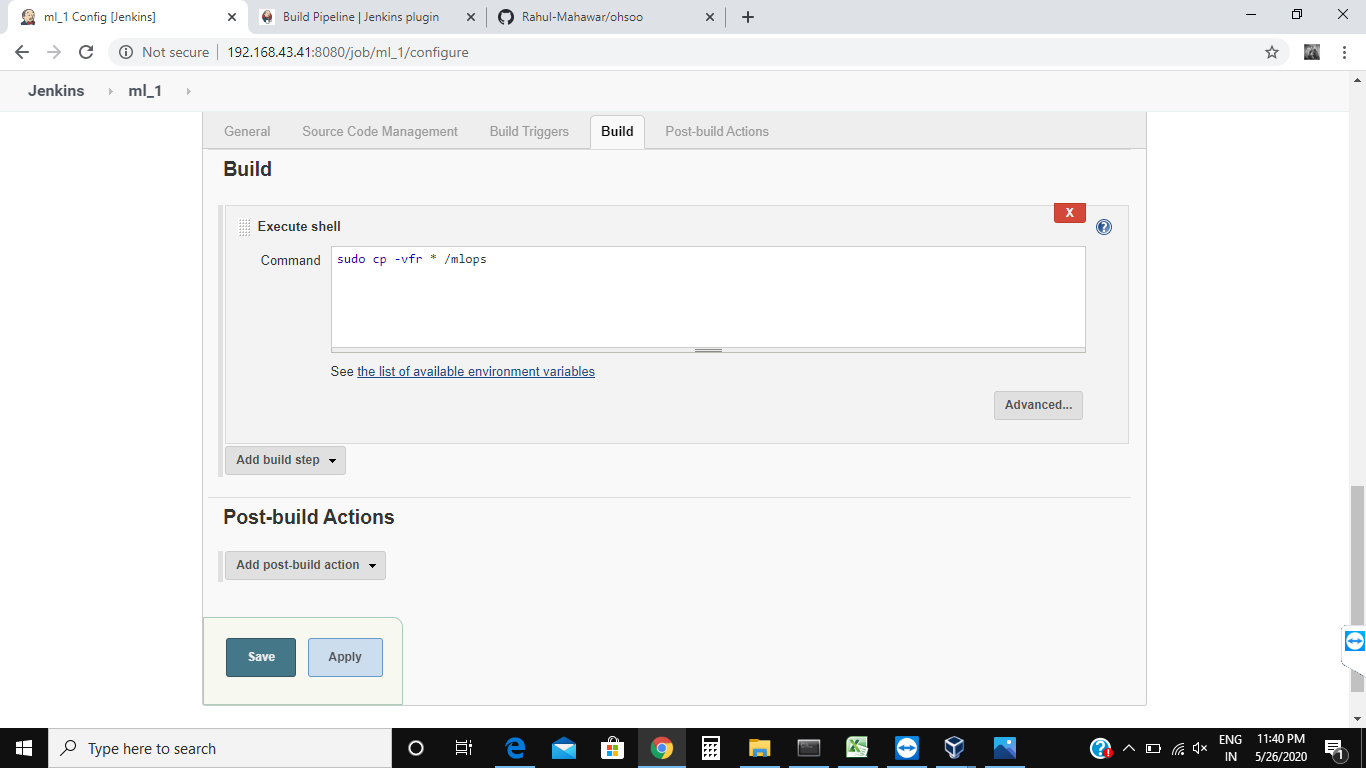 ml_1 Config [Jenkins]
Build Pipeline | Jenkins plugin
Rahul-Mahawar/ohsoo
Not secure
192.168.43.41:8080/job/ml_1/configure
Jenkins
ml_1
General
Source Code Management
Build Triggers
Build
Post-build Actions
Build
X
Execute shell
?
Command
sudo cp -vfr * /mlops
See the list of available environment variables
Advanced...
Add build step
Post-build Actions
Add post-build action
Save
Apply
Type here to search
ENG
IN
11:40 PM
5/26/2020
1